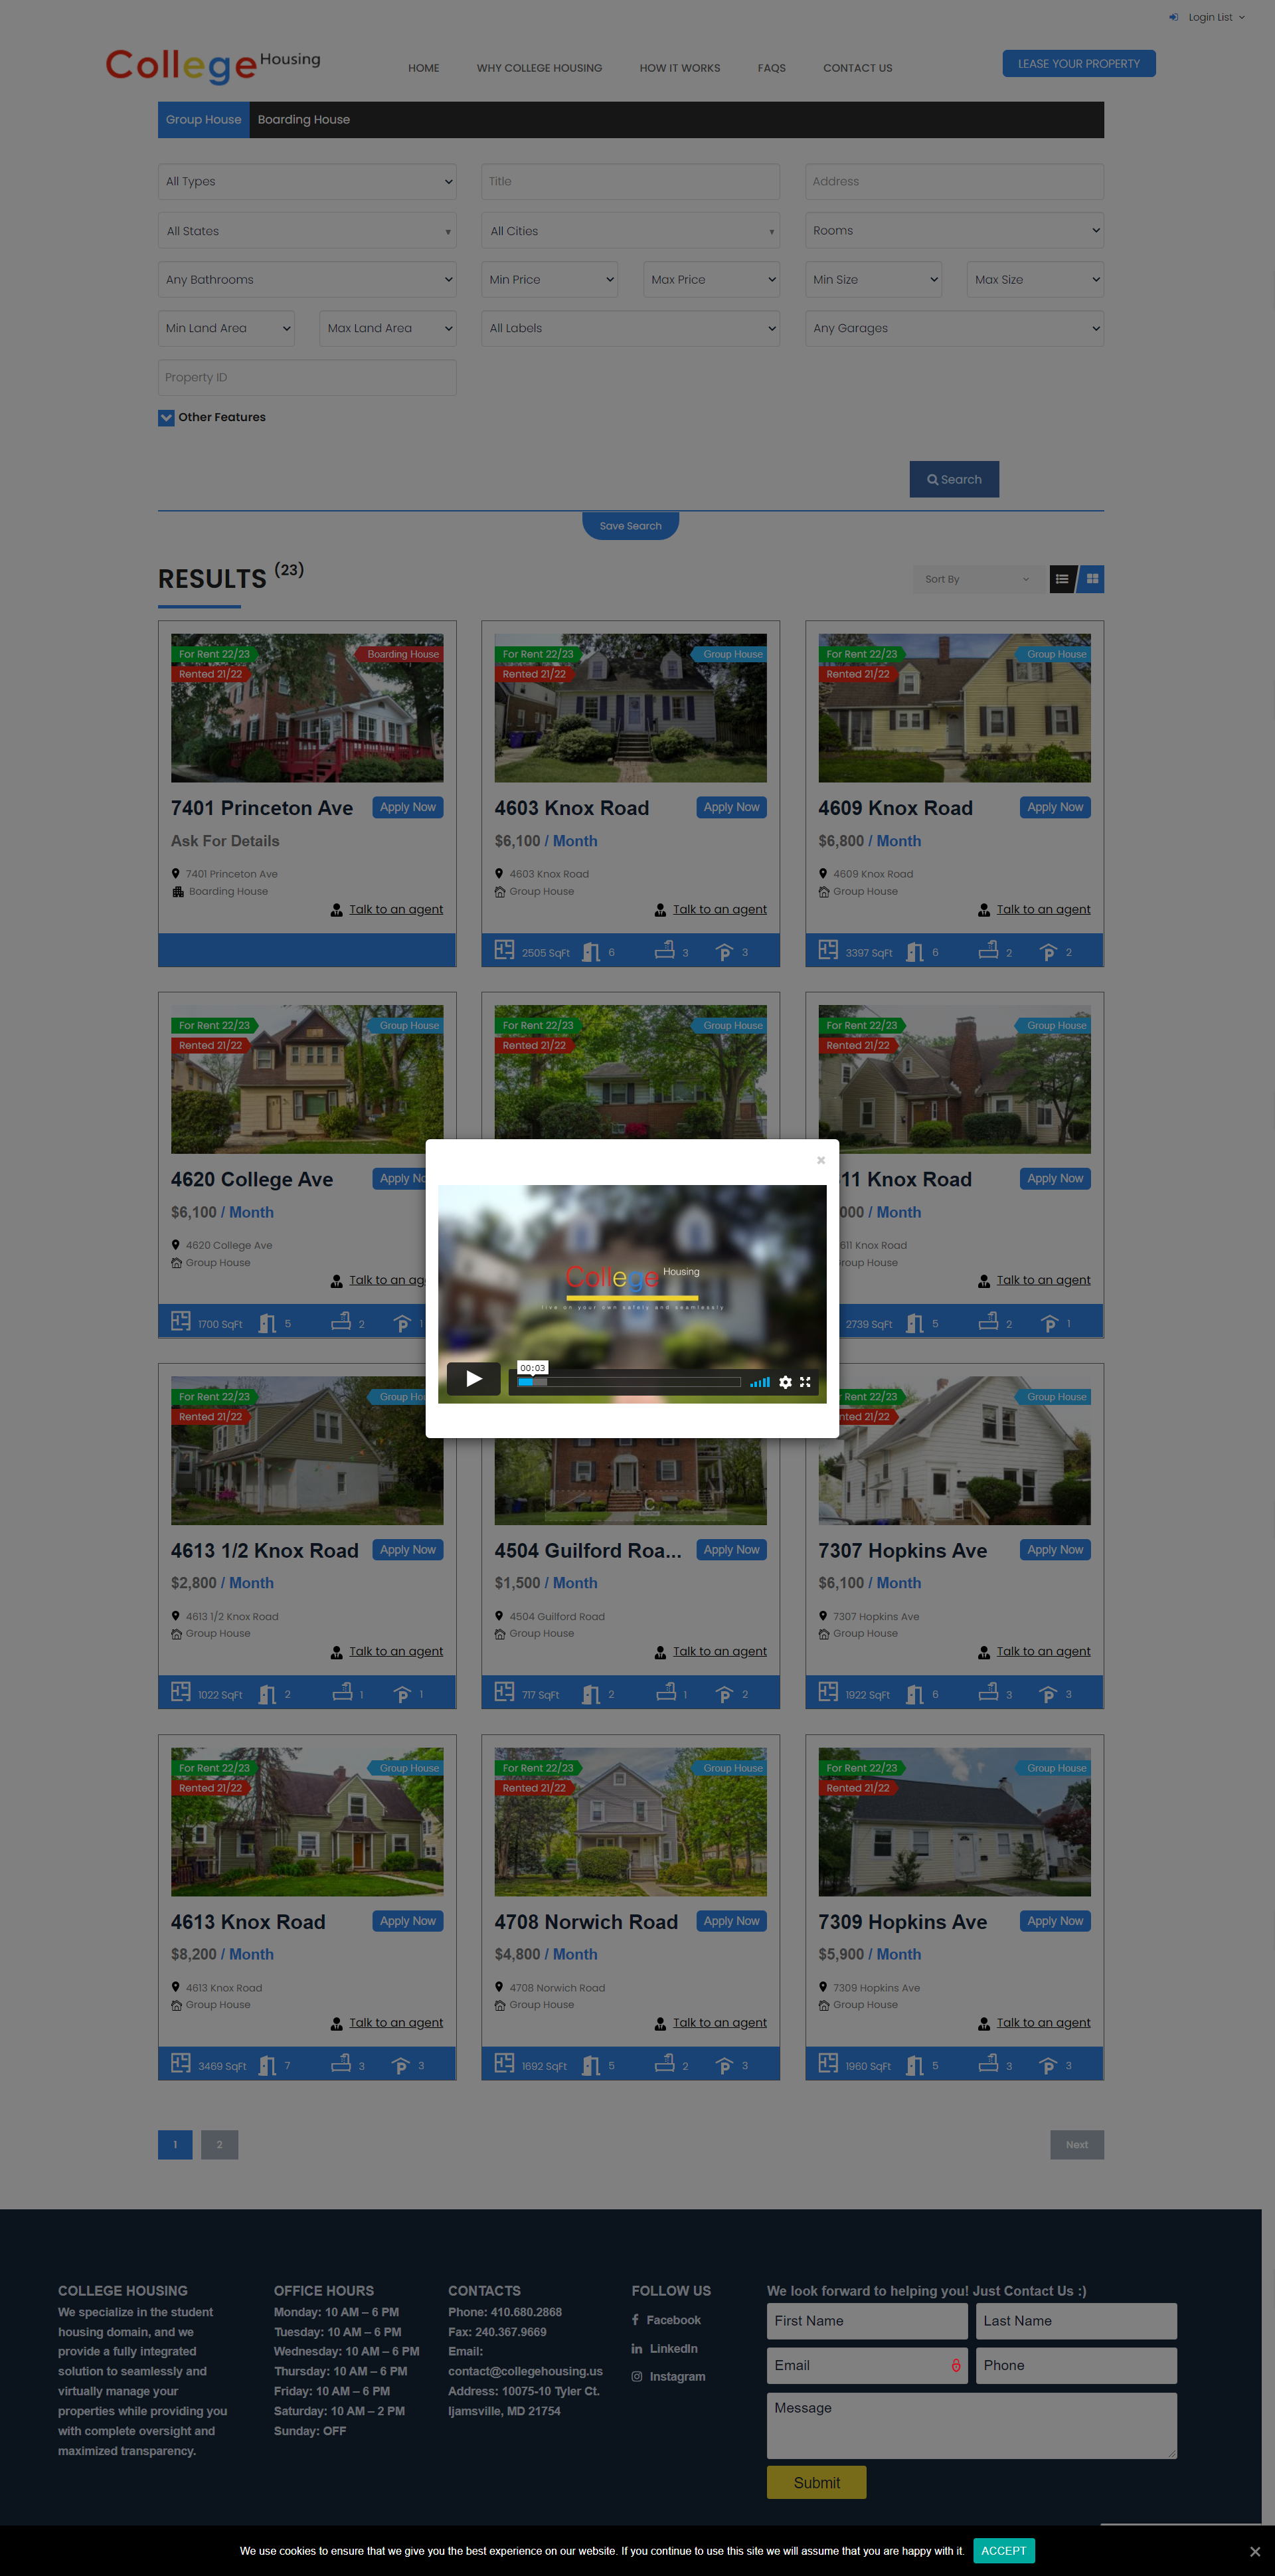 Login List
College Housing
HOME WHY COLLEGE HOUSING HOW IT WORKS FAQS CONTACT US
LEASE YOUR PROPERTY
Group House Boarding House
All Types Title Address
All States All Cities Rooms
Any Bathrooms Min Price Max Price Min Size Max Size
Min Land Area Max Land Area All Labels Any Garages
Property ID
Other Features
Search
Save Search
RESULTS (23)
Sort By
For Rent 22/23 Boarding House
Rented 21/22
7401 Princeton Ave Apply Now
Ask For Details
7401 Princeton Ave
Boarding House
Talk to an agent
For Rent 22/23 Group House
Rented 21/22
4603 Knox Road Apply Now
$6,100 / Month
4603 Knox Road
Group House
Talk to an agent
2505 SqFt 6 3 3
For Rent 22/23 Group House
Rented 21/22
4609 Knox Road Apply Now
$6,800 / Month
4609 Knox Road
Group House
Talk to an agent
3397 SqFt 6 2 2
For Rent 22/23 Group House
Rented 21/22
4620 College Ave Apply No
$6,100 / Month
4620 College Ave
Group House
Talk to an ag
1700 SqFt 5 2 1
For Rent 22/23 Group House
Rented 21/22
For Rent 22/23 Group House
Rented 21/22
11 Knox Road Apply Now
000 / Month
611 Knox Road
roup House
Talk to an agent
2739 SqFt 5 2 1
College Housing
live on your own safely and seamlessly
00:03
For Rent 22/23 Group Hou
Rented 21/22
4613 1/2 Knox Road Apply Now
$2,800 / Month
4613 1/2 Knox Road
Group House
Talk to an agent
1022 SqFt 2 1 1
C
4504 Guilford Roa... Apply Now
$1,500 / Month
4504 Guilford Road
Group House
Talk to an agent
717 SqFt 2 1 2
r Rent 22/23 Group House
nted 21/22
7307 Hopkins Ave Apply Now
$6,100 / Month
7307 Hopkins Ave
Group House
Talk to an agent
1922 SqFt 6 3 3
For Rent 22/23 Group House
Rented 21/22
4613 Knox Road Apply Now
$8,200 / Month
4613 Knox Road
Group House
Talk to an agent
3469 SqFt 7 3 3
For Rent 22/23 Group House
Rented 21/22
4708 Norwich Road Apply Now
$4,800 / Month
4708 Norwich Road
Group House
Talk to an agent
1692 SqFt 5 2 3
For Rent 22/23 Group House
Rented 21/22
7309 Hopkins Ave Apply Now
$5,900 / Month
7309 Hopkins Ave
Group House
Talk to an agent
1960 SqFt 5 3 3
1 2 Next
COLLEGE HOUSING
We specialize in the student
housing domain, and we
provide a fully integrated
solution to seamlessly and
virtually manage your
properties while providing you
with complete oversight and
maximized transparency.
OFFICE HOURS
Monday: 10 AM – 6 PM
Tuesday: 10 AM – 6 PM
Wednesday: 10 AM – 6 PM
Thursday: 10 AM – 6 PM
Friday: 10 AM – 6 PM
Saturday: 10 AM – 2 PM
Sunday: OFF
CONTACTS
Phone: 410.680.2868
Fax: 240.367.9669
Email:
contact@collegehousing.us
Address: 10075-10 Tyler Ct.
Ijamsville, MD 21754
FOLLOW US
Facebook
LinkedIn
Instagram
We look forward to helping you! Just Contact Us :)
First Name Last Name
Email Phone
Message
Submit
We use cookies to ensure that we give you the best experience on our website. If you continue to use this site we will assume that you are happy with it. ACCEPT